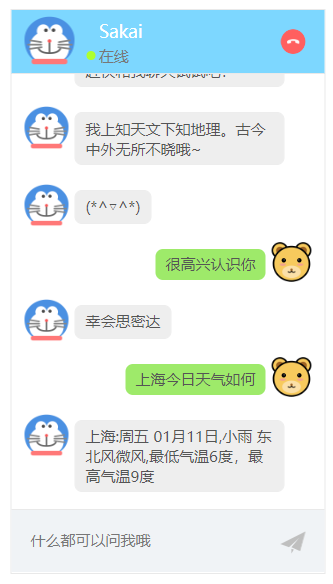 Sakai
在线
我上知天文下知地理。古今
中外无所不晓哦~
(*^▽^*)
很高兴认识你
幸会思密达
上海今日天气如何
上海:周五 01月11日,小雨 东
北风微风,最低气温6度，最
高气温9度
什么都可以问我哦